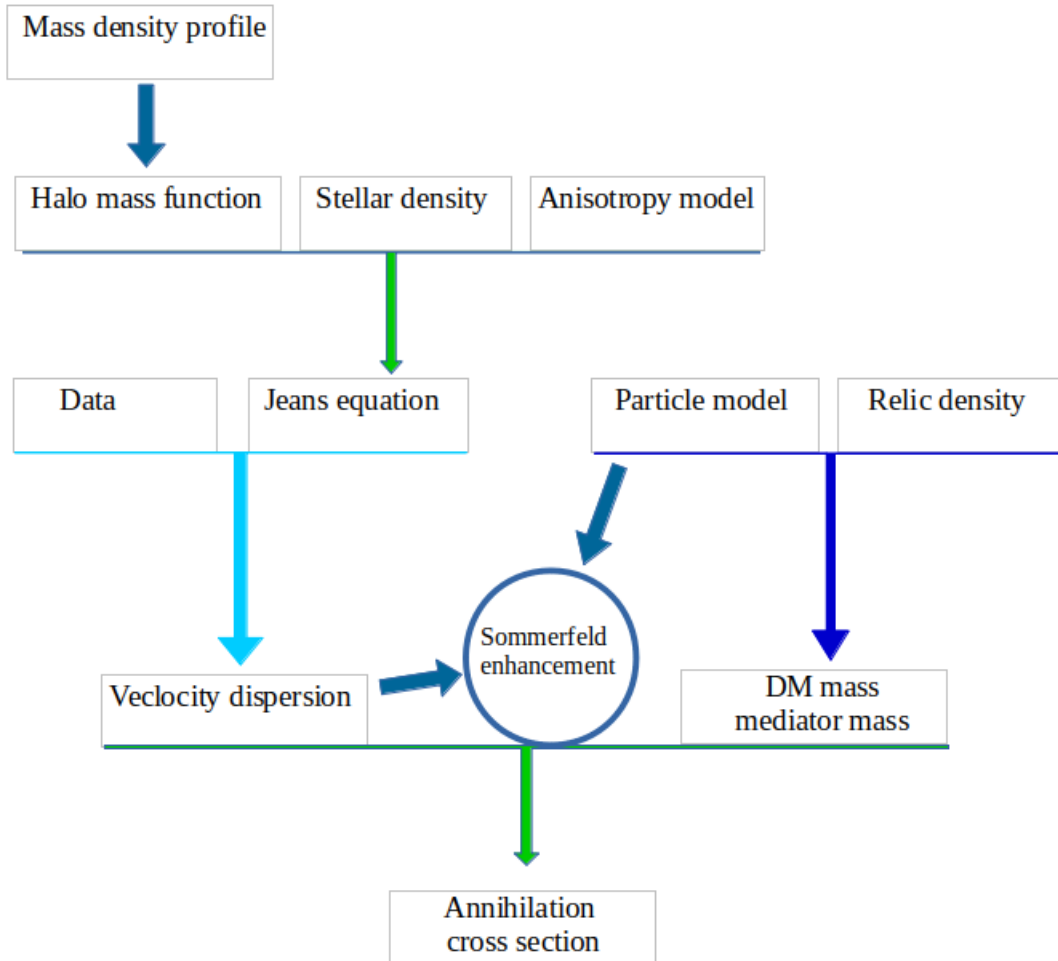 Mass density profile
Halo mass function
Stellar density
Anisotropy model
Data
Jeans equation
Particle model
Relic density
Sommerfeld
enhancement
Veclocity dispersion
DM mass
mediator mass
Annihilation
cross section